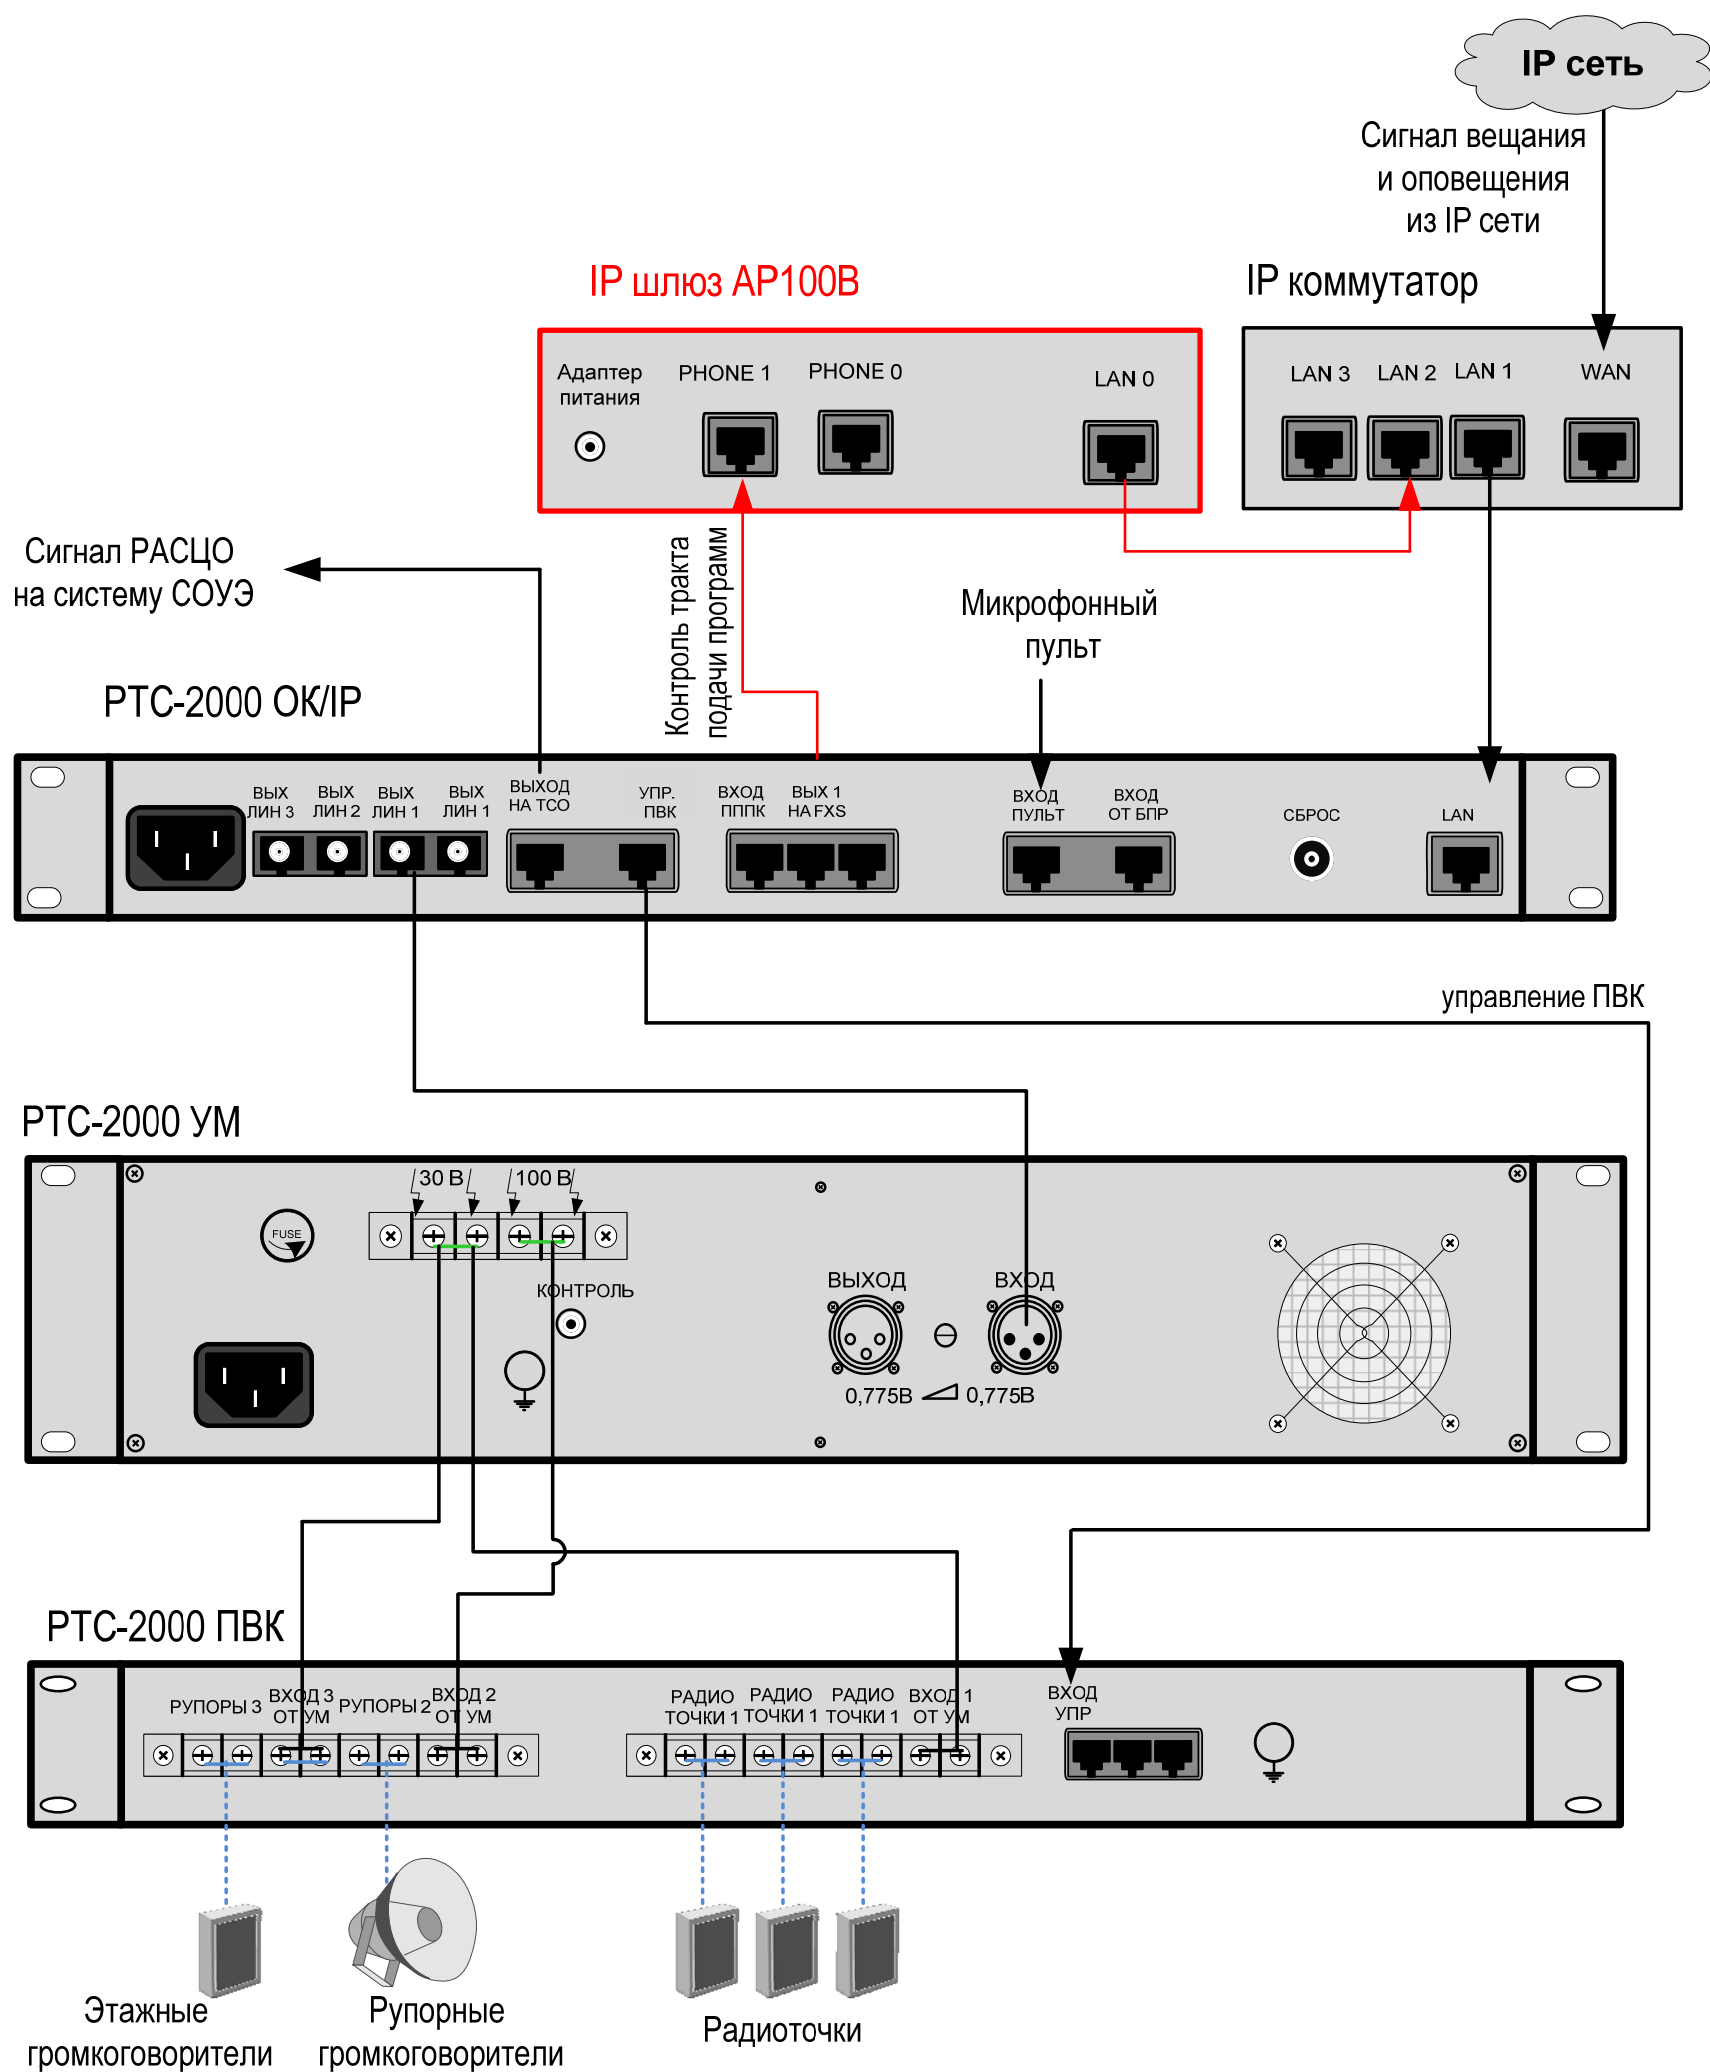 IP сеть
Сигнал вещания
и оповещения
из IP сети
IP шлюз AP100B
IP коммутатор
Адаптер
питания
PHONE 1
PHONE 0
LAN 0
LAN 3
LAN 2
LAN 1
WAN
Сигнал РАСЦО
на систему СОУЭ
Контроль тракта
подачи программ
Микрофонный
пульт
РТС-2000 ОК/IP
ВЫХ
ЛИН 3
ВЫХ
ЛИН 2
ВЫХ
ЛИН 1
ВЫХ
ЛИН 1
ВЫХОД
НА ТСО
УПР.
ПВК
ВХОД
ПППК
ВЫХ 1
НА FXS
ВХОД
ПУЛЬТ
ВХОД
ОТ БПР
СБРОС
LAN
управление ПВК
РТС-2000 УМ
30 В
100 В
FUSE
КОНТРОЛЬ
ВЫХОД
ВХОД
0,775В
0,775В
РТС-2000 ПВК
РУПОРЫ 3
ВХОД 3
ОТ УМ
РУПОРЫ 2
ВХОД 2
ОТ УМ
РАДИО
ТОЧКИ 1
РАДИО
ТОЧКИ 1
РАДИО
ТОЧКИ 1
ВХОД 1
ОТ УМ
ВХОД
УПР
Этажные
громкоговорители
Рупорные
громкоговорители
Радиоточки